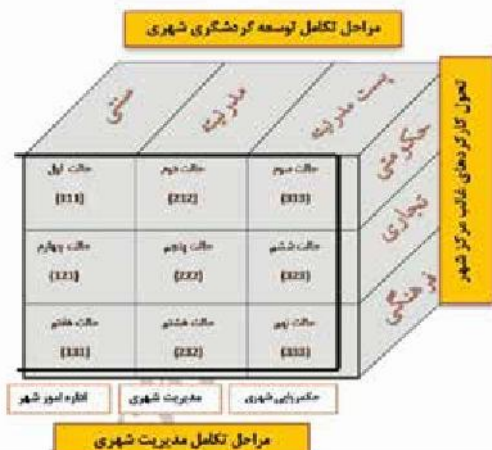 مراحل تکامل توسعه گردشگری شهری
پست مدرنیته مدرنیته سنتی
حکومتی
تجاری
فرهنگی
تحول کارکردهای غالب مرکز شهر
حالت سوم حالت دوم حالت اول
(313) (212)
حالت ششم حالت پنجم حالت چهارم
(323) (222) (121)
حالت نهم حالت هشتم حالت هفتم
(333) (232)
حکمروایی شهری مدیریت شهری اداره امور شهر
مراحل تکامل مدیریت شهری